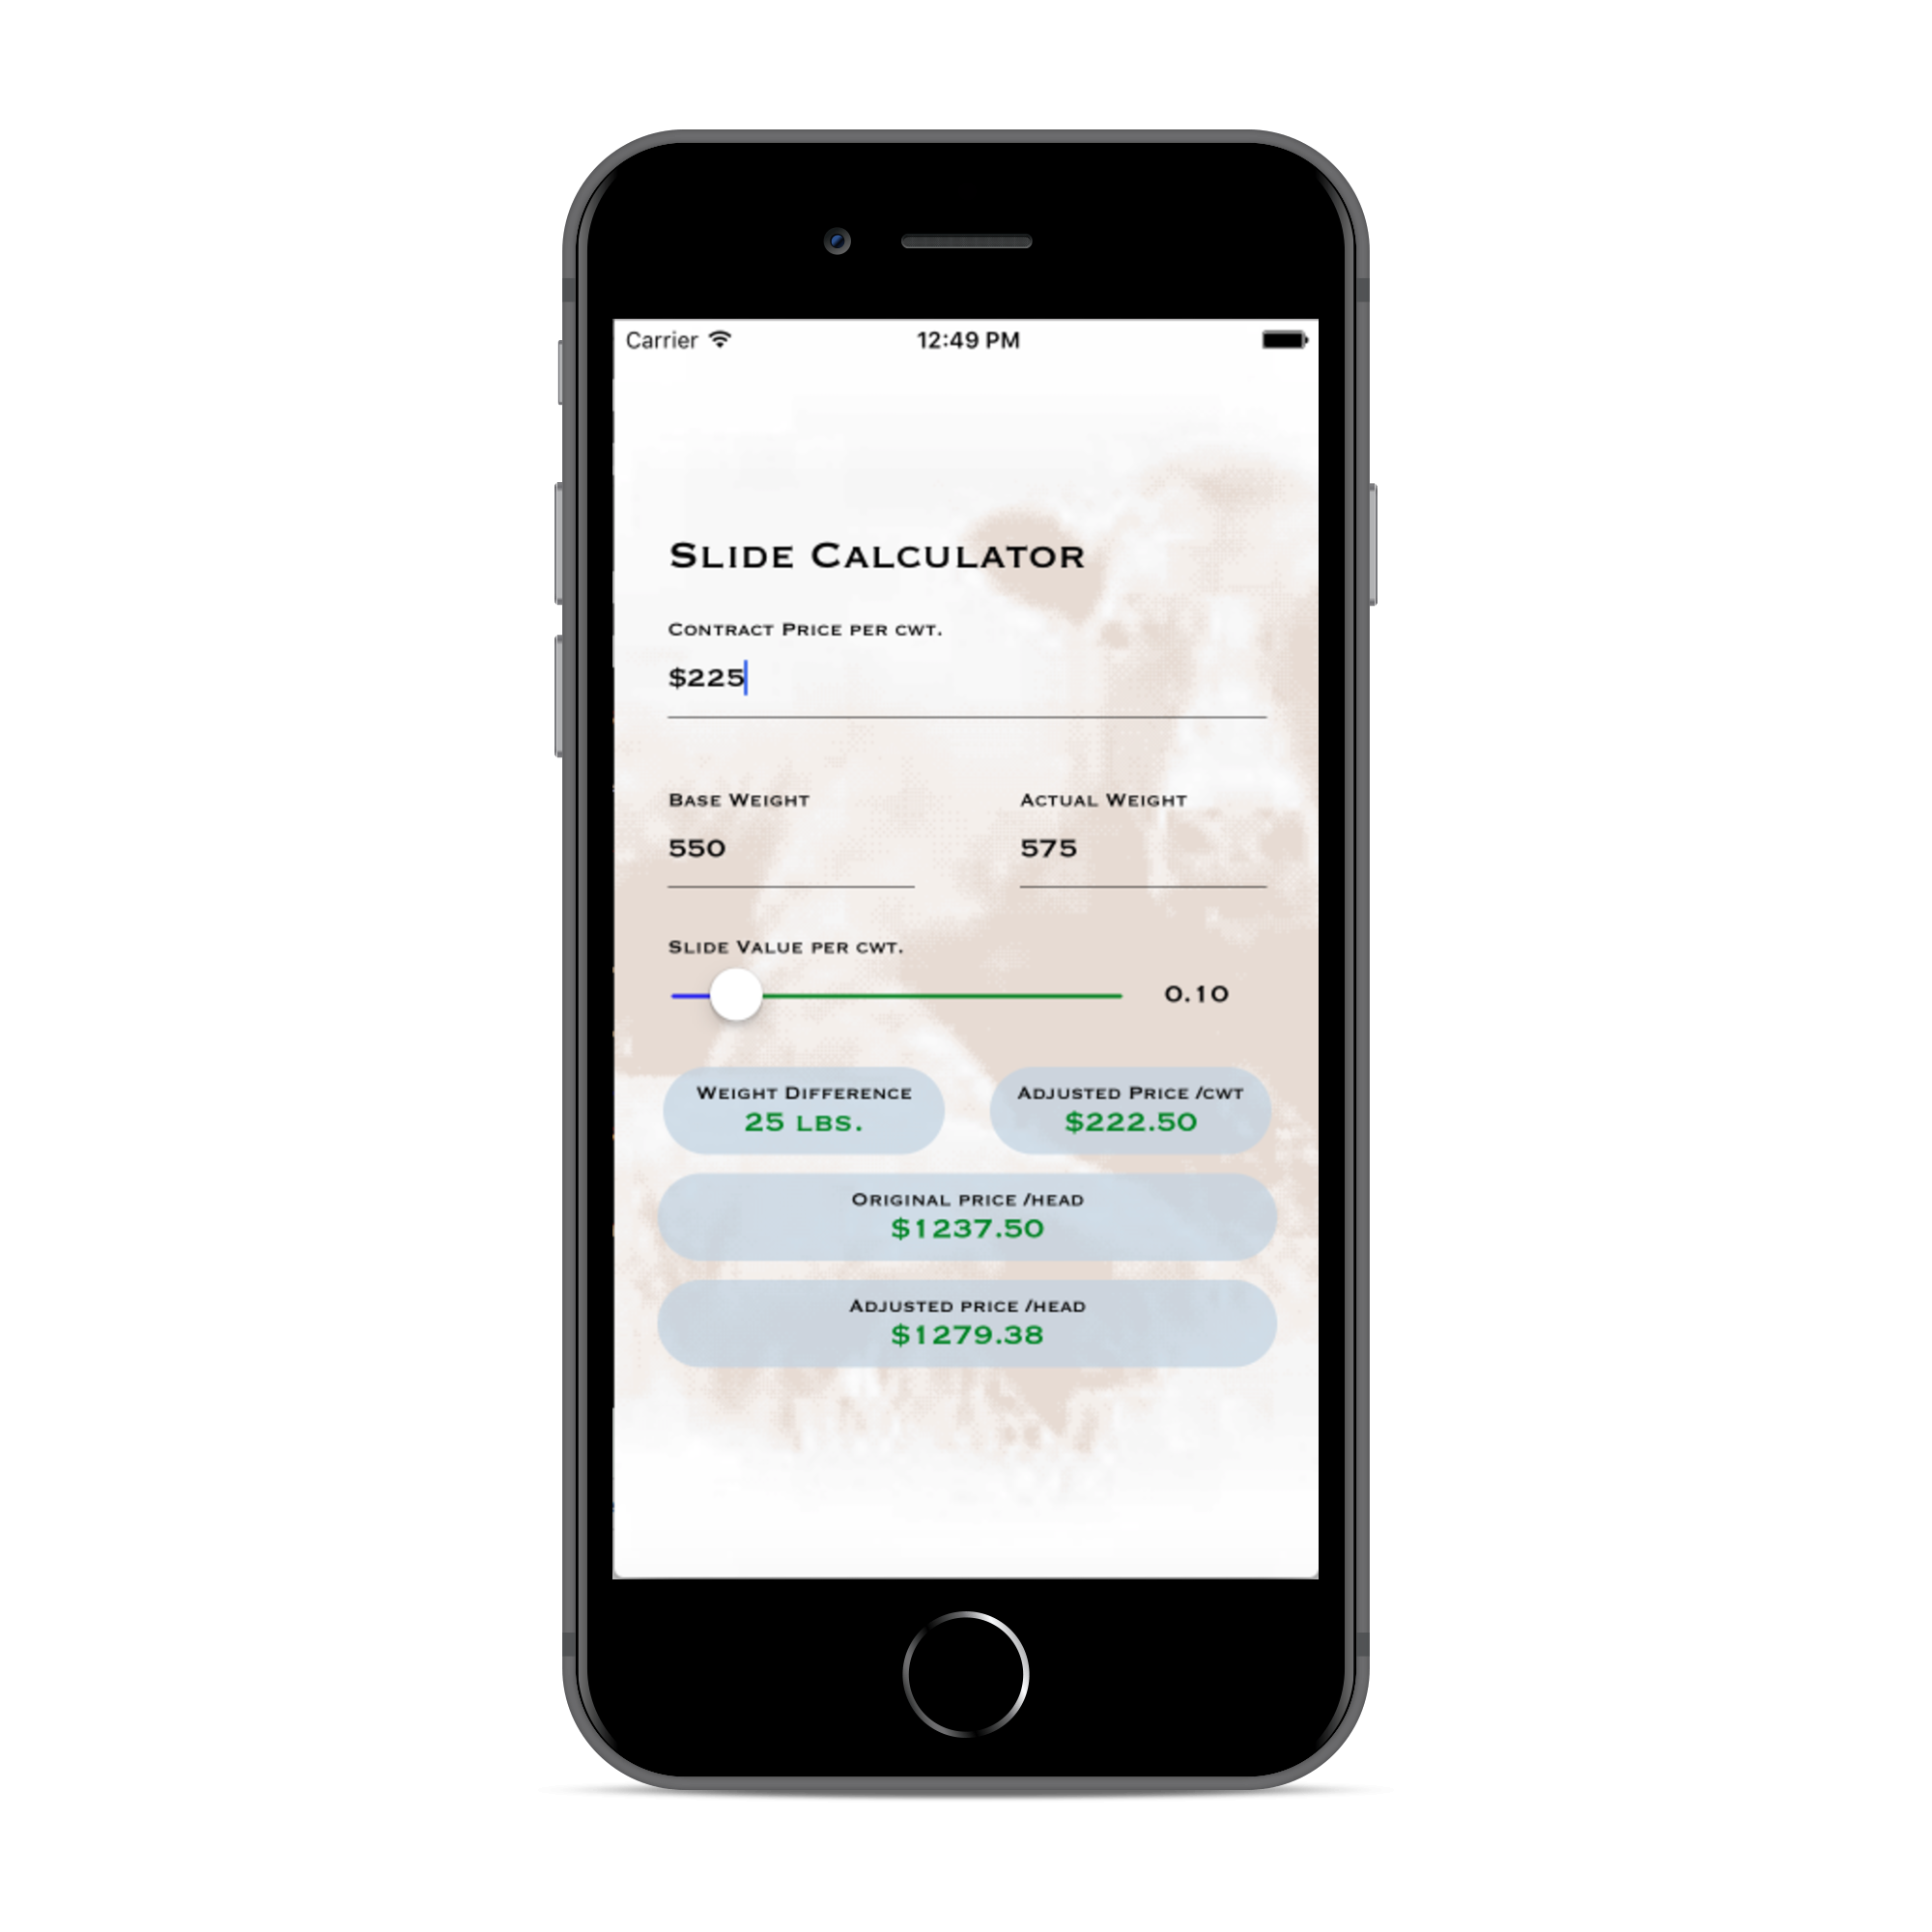 Carrier 12:49 PM
Slide Calculator
Contract Price per cwt.
$225
Base Weight Actual Weight
550 575
Slide Value per cwt.
0.10
Weight Difference Adjusted Price /cwt
25 lbs. $222.50
Original price /head
$1237.50
Adjusted price /head
$1279.38